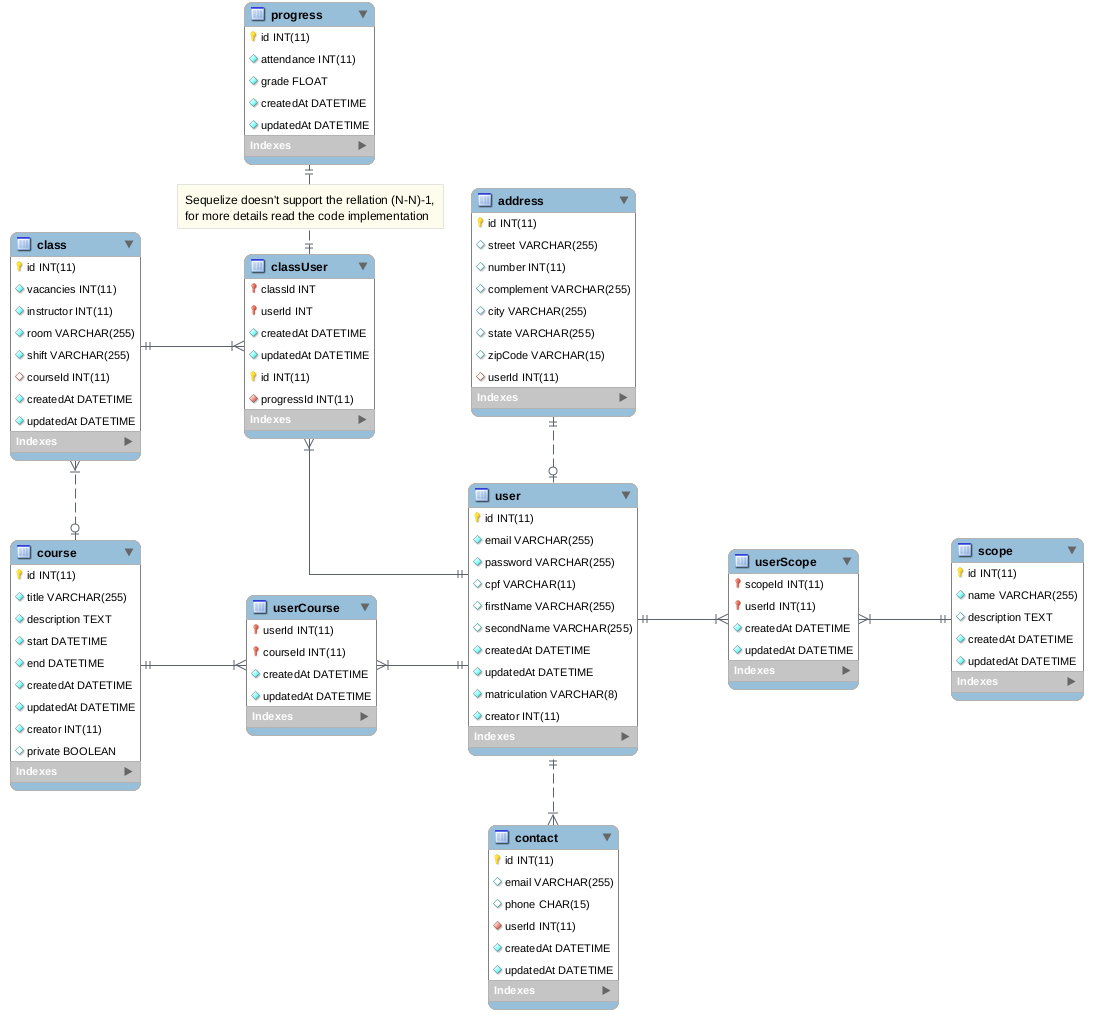 progress
id INT(11)
attendance INT(11)
grade FLOAT
createdAt DATETIME
updatedAt DATETIME
Indexes
Sequelize doesn't support the rellation (N-N)-1,
for more details read the code implementation
class
id INT(11)
vacancies INT(11)
instructor INT(11)
room VARCHAR(255)
shift VARCHAR(255)
courseId INT(11)
createdAt DATETIME
updatedAt DATETIME
Indexes
classUser
classId INT
userId INT
createdAt DATETIME
updatedAt DATETIME
id INT(11)
progressId INT(11)
Indexes
address
id INT(11)
street VARCHAR(255)
number INT(11)
complement VARCHAR(255)
city VARCHAR(255)
state VARCHAR(255)
zipCode VARCHAR(15)
userId INT(11)
Indexes
course
id INT(11)
title VARCHAR(255)
description TEXT
start DATETIME
end DATETIME
createdAt DATETIME
updatedAt DATETIME
creator INT(11)
private BOOLEAN
Indexes
userCourse
userId INT(11)
courseId INT(11)
createdAt DATETIME
updatedAt DATETIME
Indexes
user
id INT(11)
email VARCHAR(255)
password VARCHAR(255)
cpf VARCHAR(11)
firstName VARCHAR(255)
secondName VARCHAR(255)
createdAt DATETIME
updatedAt DATETIME
matriculation VARCHAR(8)
creator INT(11)
Indexes
userScope
scopeId INT(11)
userId INT(11)
createdAt DATETIME
updatedAt DATETIME
Indexes
scope
id INT(11)
name VARCHAR(255)
description TEXT
createdAt DATETIME
updatedAt DATETIME
Indexes
contact
id INT(11)
email VARCHAR(255)
phone CHAR(15)
userId INT(11)
createdAt DATETIME
updatedAt DATETIME
Indexes